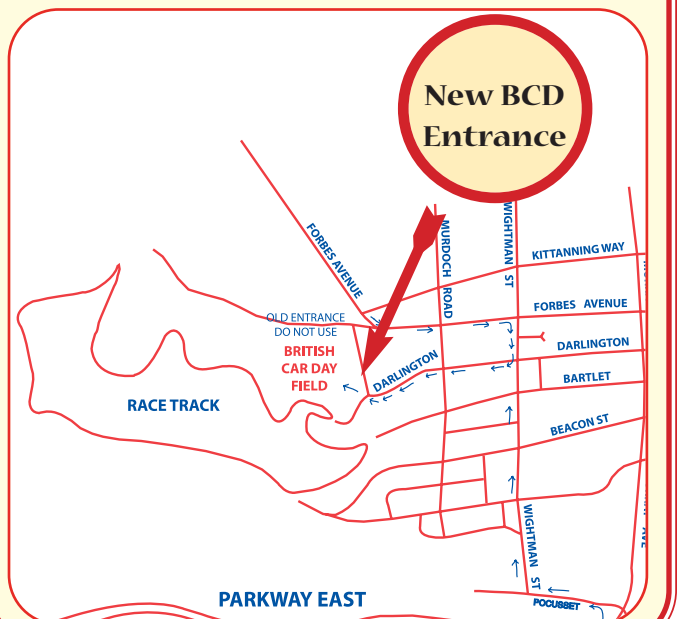 New BCD
Entrance
WIGHTMAN ST
MURDOCH ROAD
FORBES AVENUE
KITTANNING WAY
FORBES AVENUE
OLD ENTRANCE
DO NOT USE
BRITISH
CAR DAY
FIELD
DARLINGTON
DARLINGTON
BARTLET
RACE TRACK
BEACON ST
WIGHTMAN ST
AVE
PARKWAY EAST
POCUSSET